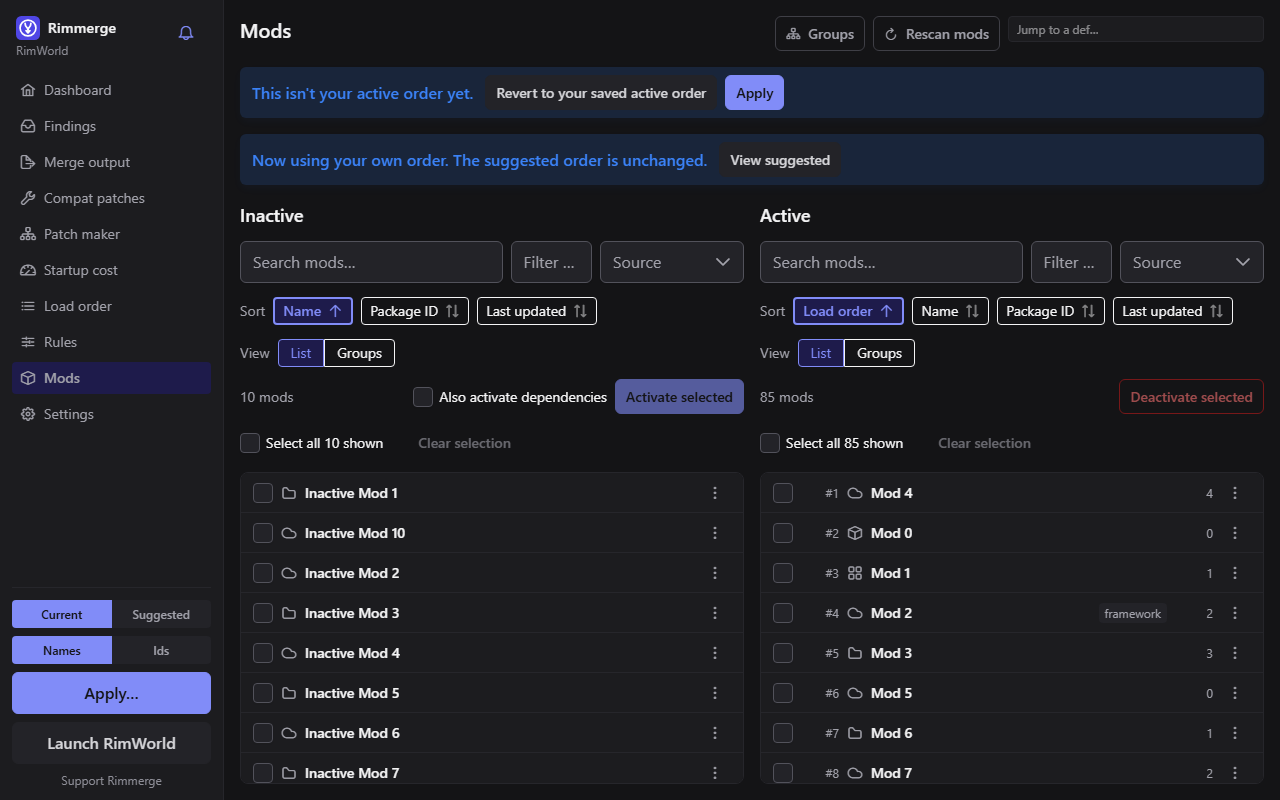 Rimmerge
RimWorld
Dashboard
Findings
Merge output
Compat patches
Patch maker
Startup cost
Load order
Rules
Mods
Settings
Current Suggested
Names Ids
Apply...
Launch RimWorld
Support Rimmerge
Mods
Groups
Rescan mods
Jump to a def...
This isn't your active order yet. Revert to your saved active order Apply
Now using your own order. The suggested order is unchanged. View suggested
Inactive
Search mods... Filter ... Source
Sort Name Package ID Last updated
View List Groups
10 mods Also activate dependencies Activate selected
Select all 10 shown Clear selection
Inactive Mod 1
Inactive Mod 10
Inactive Mod 2
Inactive Mod 3
Inactive Mod 4
Inactive Mod 5
Inactive Mod 6
Inactive Mod 7
Active
Search mods... Filter ... Source
Sort Load order Name Package ID Last updated
View List Groups
85 mods Deactivate selected
Select all 85 shown Clear selection
#1 Mod 4 4
#2 Mod 0 0
#3 Mod 1 1
#4 Mod 2 framework 2
#5 Mod 3 3
#6 Mod 5 0
#7 Mod 6 1
#8 Mod 7 2